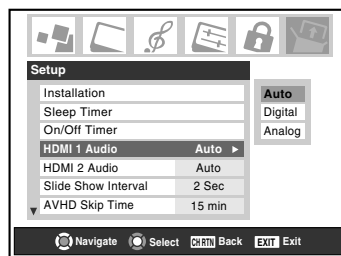 Setup
Installation
Sleep Timer
On/Off Timer
HDMI 1 Audio Auto ▶
HDMI 2 Audio Auto
Slide Show Interval 2 Sec
AVHD Skip Time 15 min
Auto
Digital
Analog
Navigate Select CH RTN Back EXIT Exit